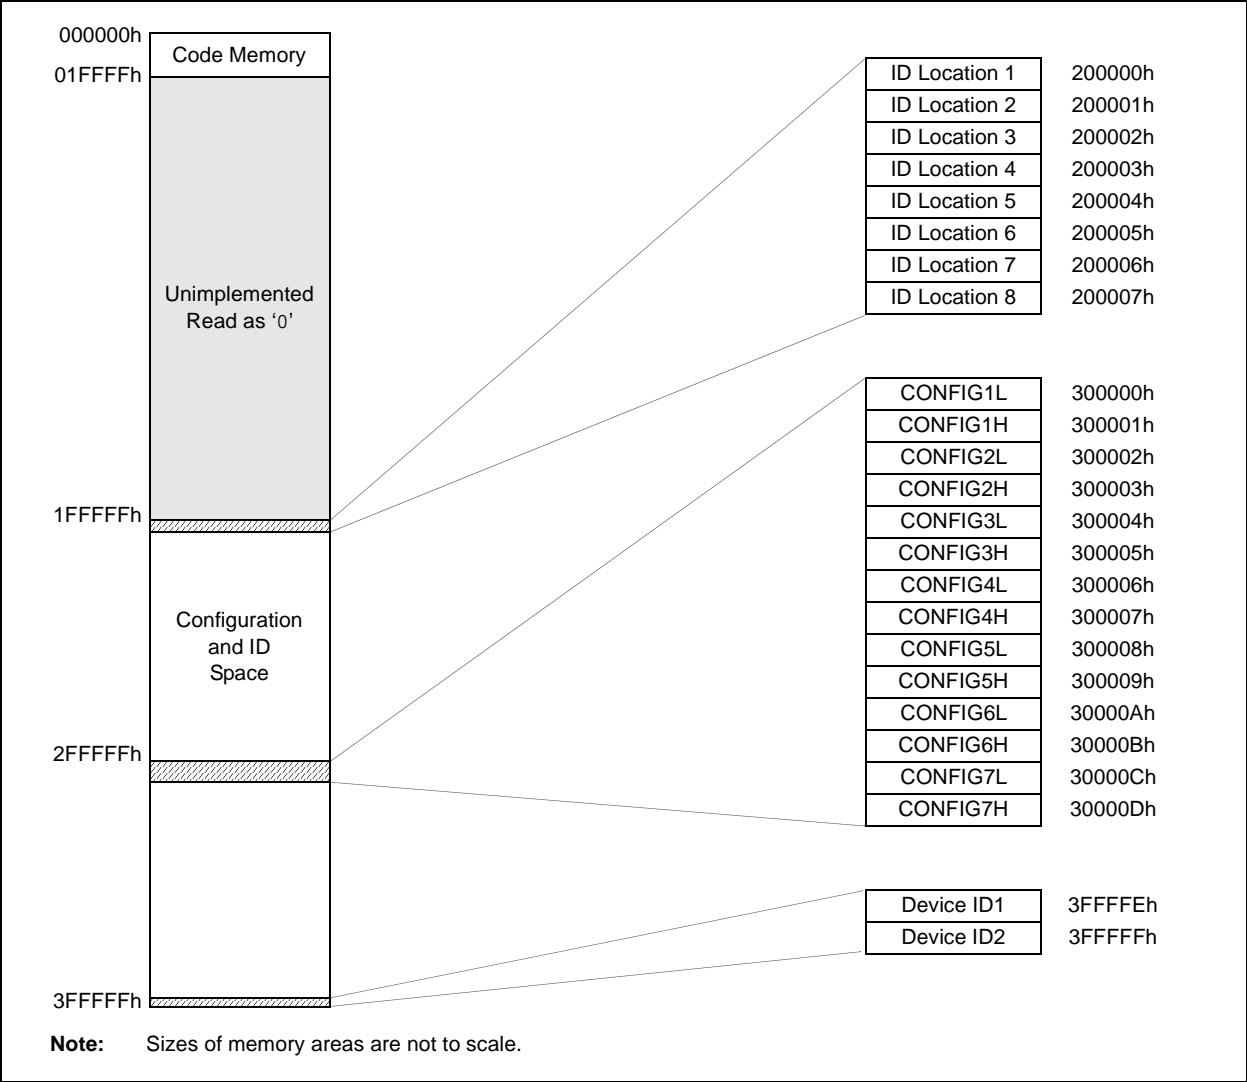 000000h
Code Memory
01FFFFh
Unimplemented
Read as ‘0’
1FFFFFh
Configuration
and ID
Space
2FFFFFh
3FFFFFh
ID Location 1 200000h
ID Location 2 200001h
ID Location 3 200002h
ID Location 4 200003h
ID Location 5 200004h
ID Location 6 200005h
ID Location 7 200006h
ID Location 8 200007h
CONFIG1L 300000h
CONFIG1H 300001h
CONFIG2L 300002h
CONFIG2H 300003h
CONFIG3L 300004h
CONFIG3H 300005h
CONFIG4L 300006h
CONFIG4H 300007h
CONFIG5L 300008h
CONFIG5H 300009h
CONFIG6L 30000Ah
CONFIG6H 30000Bh
CONFIG7L 30000Ch
CONFIG7H 30000Dh
Device ID1 3FFFFEh
Device ID2 3FFFFFh
Note: Sizes of memory areas are not to scale.